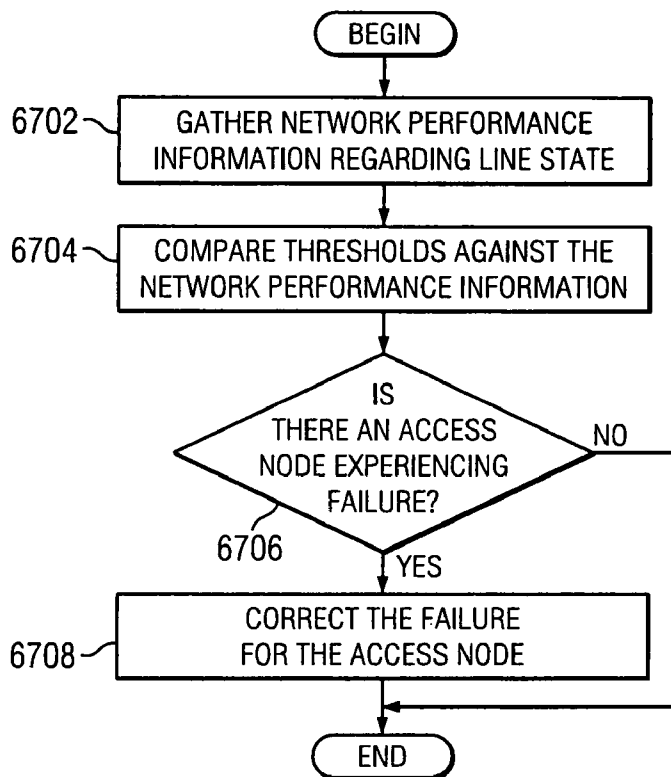 BEGIN
6702
GATHER NETWORK PERFORMANCE
INFORMATION REGARDING LINE STATE
6704
COMPARE THRESHOLDS AGAINST THE
NETWORK PERFORMANCE INFORMATION
IS
THERE AN ACCESS
NODE EXPERIENCING
FAILURE?
NO
6706
YES
6708
CORRECT THE FAILURE
FOR THE ACCESS NODE
END